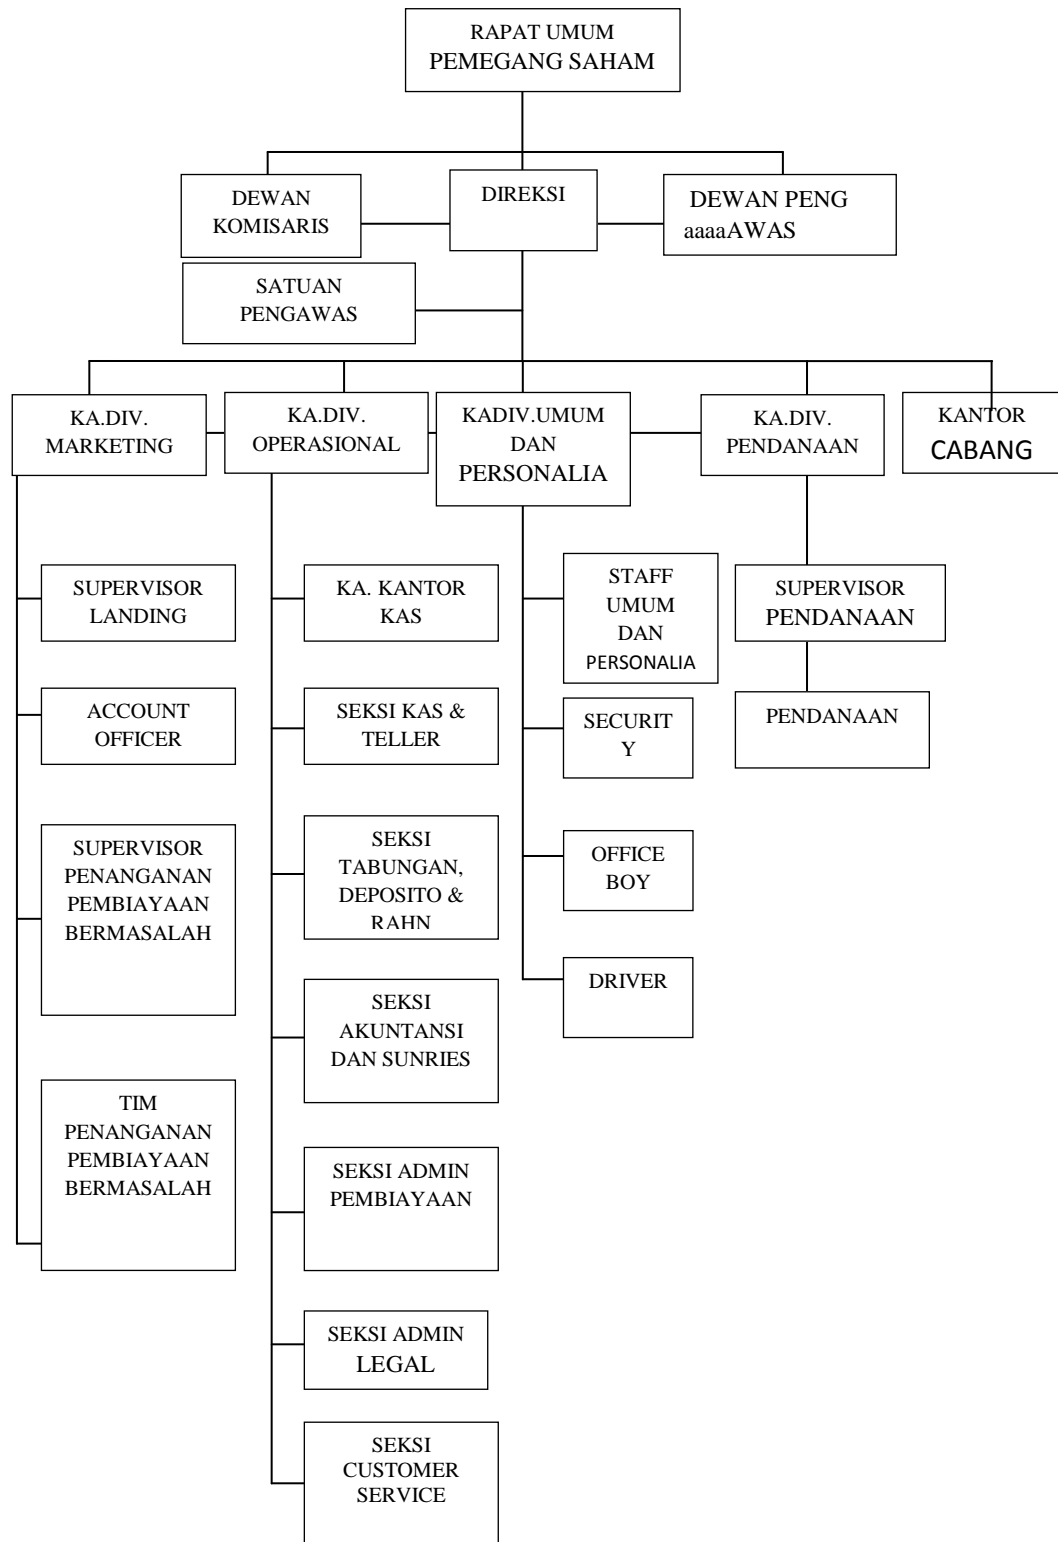 RAPAT UMUM
PEMEGANG SAHAM
DEWAN
KOMISARIS
DIREKSI
DEWAN PENG
aaaaAWAS
SATUAN
PENGAWAS
KA.DIV.
MARKETING
KA.DIV.
OPERASIONAL
KADIV.UMUM
DAN
PERSONALIA
KA.DIV.
PENDANAAN
KANTOR
CABANG
SUPERVISOR
LANDING
ACCOUNT
OFFICER
SUPERVISOR
PENANGANAN
PEMBIAYAAN
BERMASALAH
TIM
PENANGANAN
PEMBIAYAAN
BERMASALAH
KA. KANTOR
KAS
SEKSI KAS &
TELLER
SEKSI
TABUNGAN,
DEPOSITO &
RAHN
SEKSI
AKUNTANSI
DAN SUNRIES
SEKSI ADMIN
PEMBIAYAAN
SEKSI ADMIN
LEGAL
SEKSI
CUSTOMER
SERVICE
STAFF
UMUM
DAN
PERSONALIA
SECURIT
Y
OFFICE
BOY
DRIVER
SUPERVISOR
PENDANAAN
PENDANAAN